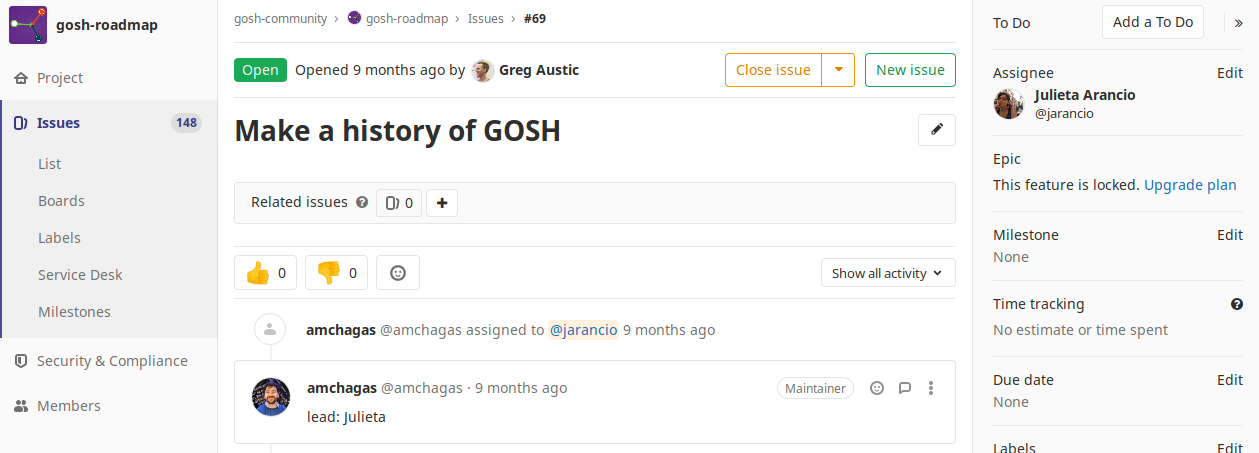 gosh-roadmap
Project
Issues 148
List
Boards
Labels
Service Desk
Milestones
Security & Compliance
Members
gosh-community › gosh-roadmap › Issues › #69
Open Opened 9 months ago by Greg Austic Close issue New issue
Make a history of GOSH
Related issues 0
0 0 Show all activity
amchagas @amchagas assigned to @jarancio 9 months ago
amchagas @amchagas · 9 months ago Maintainer
lead: Julieta
To Do Add a To Do »
Assignee Edit
Julieta Arancio
@jarancio
Epic
This feature is locked. Upgrade plan
Milestone Edit
None
Time tracking
No estimate or time spent
Due date Edit
None
Labels Edit